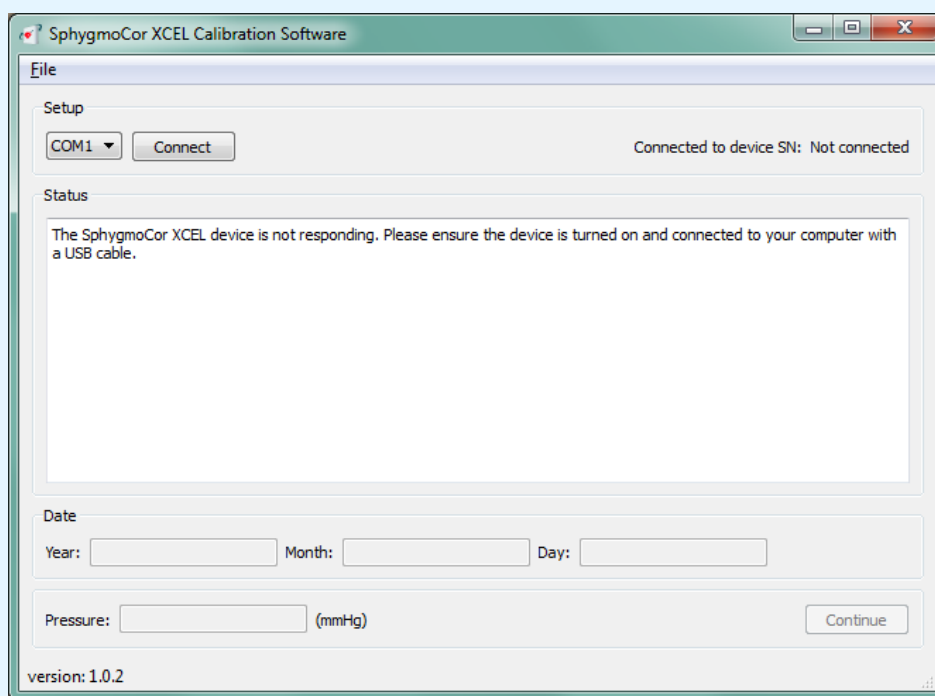 SphygmoCor XCEL Calibration Software
File
Setup
COM1 Connect Connected to device SN: Not connected
Status
The SphygmoCor XCEL device is not responding. Please ensure the device is turned on and connected to your computer with
a USB cable.
Date
Year: Month: Day:
Pressure: (mmHg) Continue
version: 1.0.2